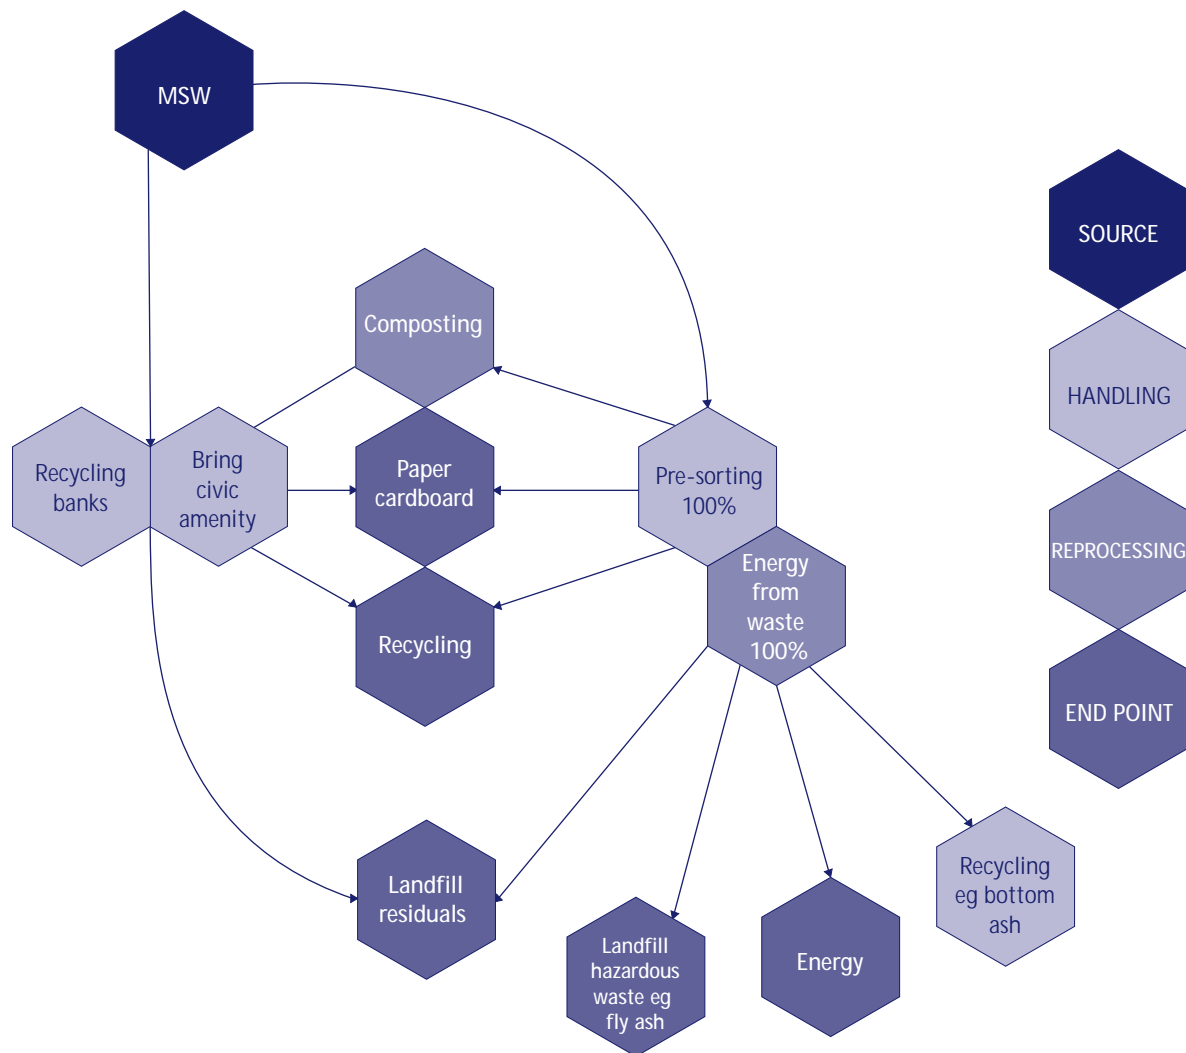 MSW
SOURCE
Composting
HANDLING
Recycling
banks
Bring
civic
amenity
Paper
cardboard
Pre-sorting
100%
REPROCESSING
Energy
from
waste
100%
Recycling
END POINT
Landfill
residuals
Landfill
hazardous
waste eg
fly ash
Energy
Recycling
eg bottom
ash